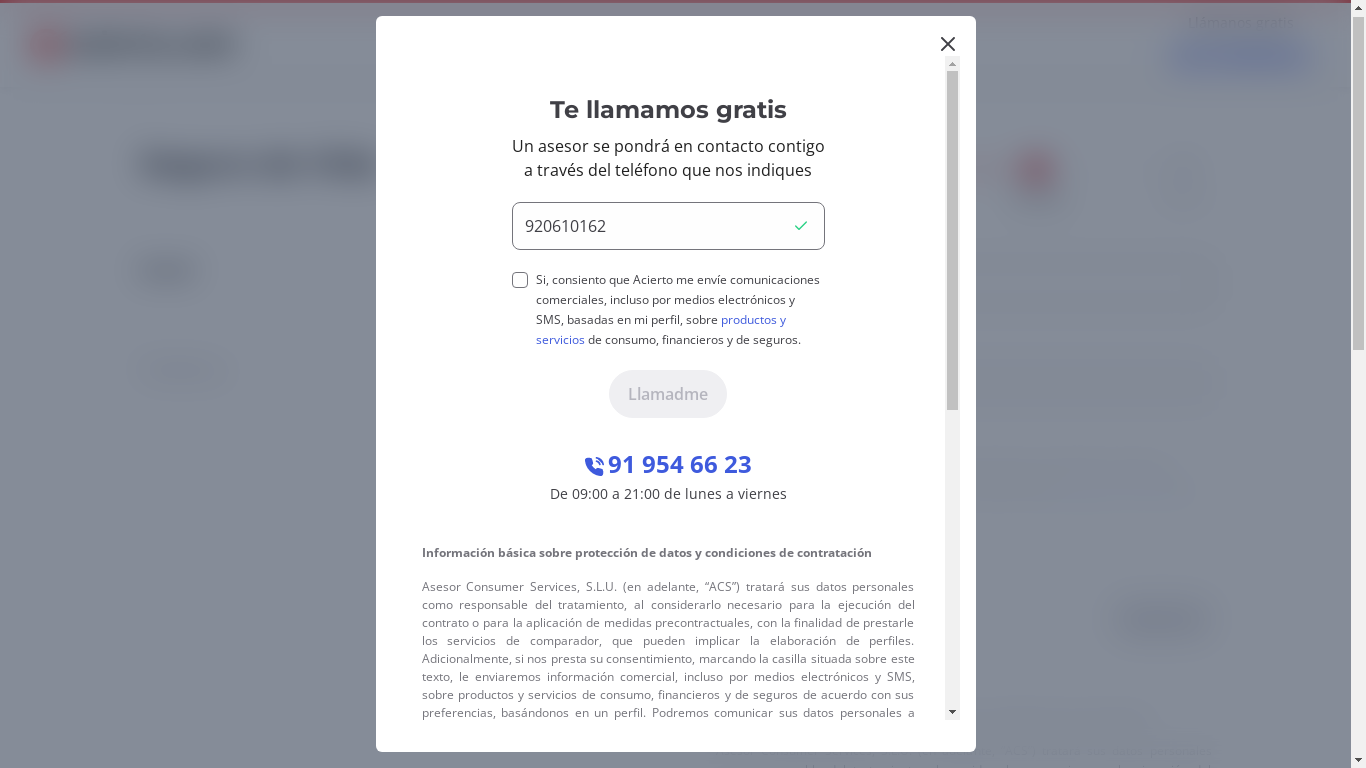 Te llamamos gratis
Un asesor se pondrá en contacto contigo
a través del teléfono que nos indiques
920610162
Si, consiento que Acierto me envíe comunicaciones
comerciales, incluso por medios electrónicos y
SMS, basadas en mi perfil, sobre productos y
servicios de consumo, financieros y de seguros.
Llamadme
91 954 66 23
De 09:00 a 21:00 de lunes a viernes
Información básica sobre protección de datos y condiciones de contratación
Asesor Consumer Services, S.L.U. (en adelante, “ACS”) tratará sus datos personales
como responsable del tratamiento, al considerarlo necesario para la ejecución del
contrato o para la aplicación de medidas precontractuales, con la finalidad de prestarle
los servicios de comparador, que pueden implicar la elaboración de perfiles.
Adicionalmente, si nos presta su consentimiento, marcando la casilla situada sobre este
texto, le enviaremos información comercial, incluso por medios electrónicos y SMS,
sobre productos y servicios de consumo, financieros y de seguros de acuerdo con sus
preferencias, basándonos en un perfil. Podremos comunicar sus datos personales a